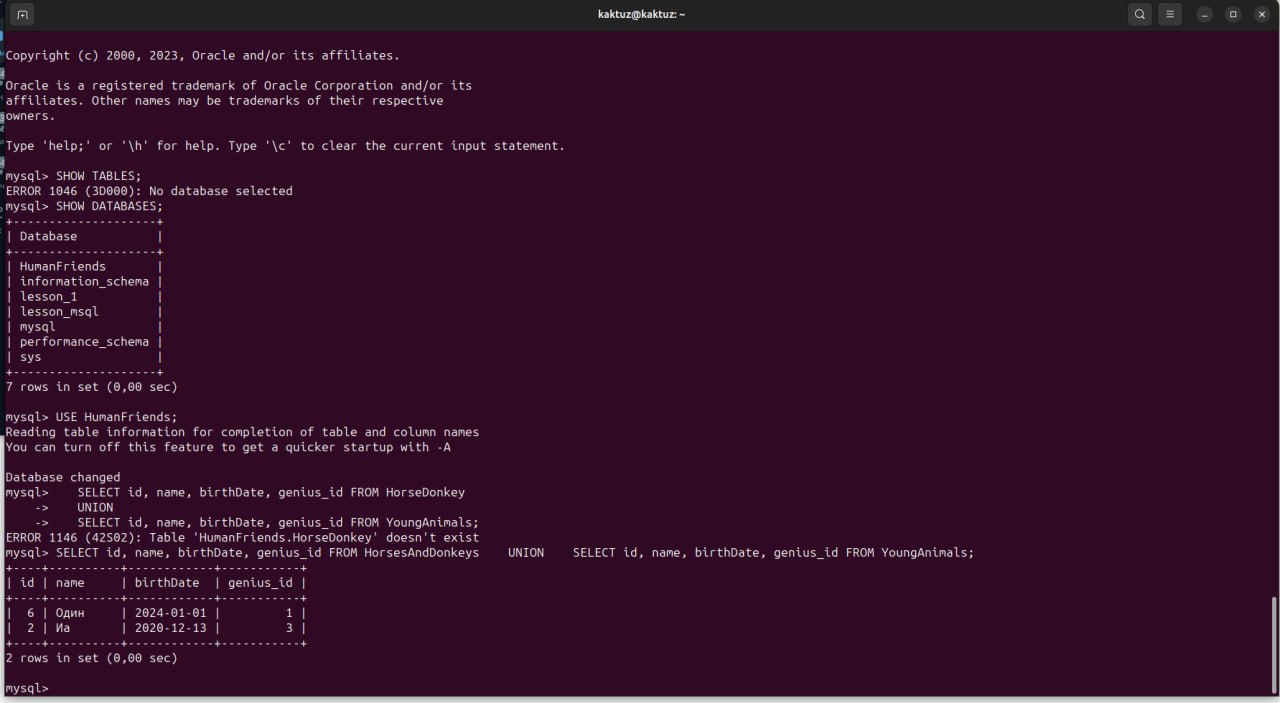 kaktuz@kaktuz: ~
Copyright (c) 2000, 2023, Oracle and/or its affiliates.
Oracle is a registered trademark of Oracle Corporation and/or its
affiliates. Other names may be trademarks of their respective
owners.
Type 'help;' or '\h' for help. Type '\c' to clear the current input statement.
mysql> SHOW TABLES;
ERROR 1046 (3D000): No database selected
mysql> SHOW DATABASES;
+--------------------+
| Database           |
+--------------------+
| HumanFriends       |
| information_schema |
| lesson_1           |
| lesson_msql        |
| mysql              |
| performance_schema |
| sys                |
+--------------------+
7 rows in set (0,00 sec)
mysql> USE HumanFriends;
Reading table information for completion of table and column names
You can turn off this feature to get a quicker startup with -A
Database changed
mysql>    SELECT id, name, birthDate, genius_id FROM HorseDonkey
    ->    UNION
    ->    SELECT id, name, birthDate, genius_id FROM YoungAnimals;
ERROR 1146 (42S02): Table 'HumanFriends.HorseDonkey' doesn't exist
mysql> SELECT id, name, birthDate, genius_id FROM HorsesAndDonkeys    UNION    SELECT id, name, birthDate, genius_id FROM YoungAnimals;
+----+----------+------------+-----------+
| id | name     | birthDate  | genius_id |
+----+----------+------------+-----------+
|  6 | Один     | 2024-01-01 |         1 |
|  2 | Иа       | 2020-12-13 |         3 |
+----+----------+------------+-----------+
2 rows in set (0,00 sec)
mysql>